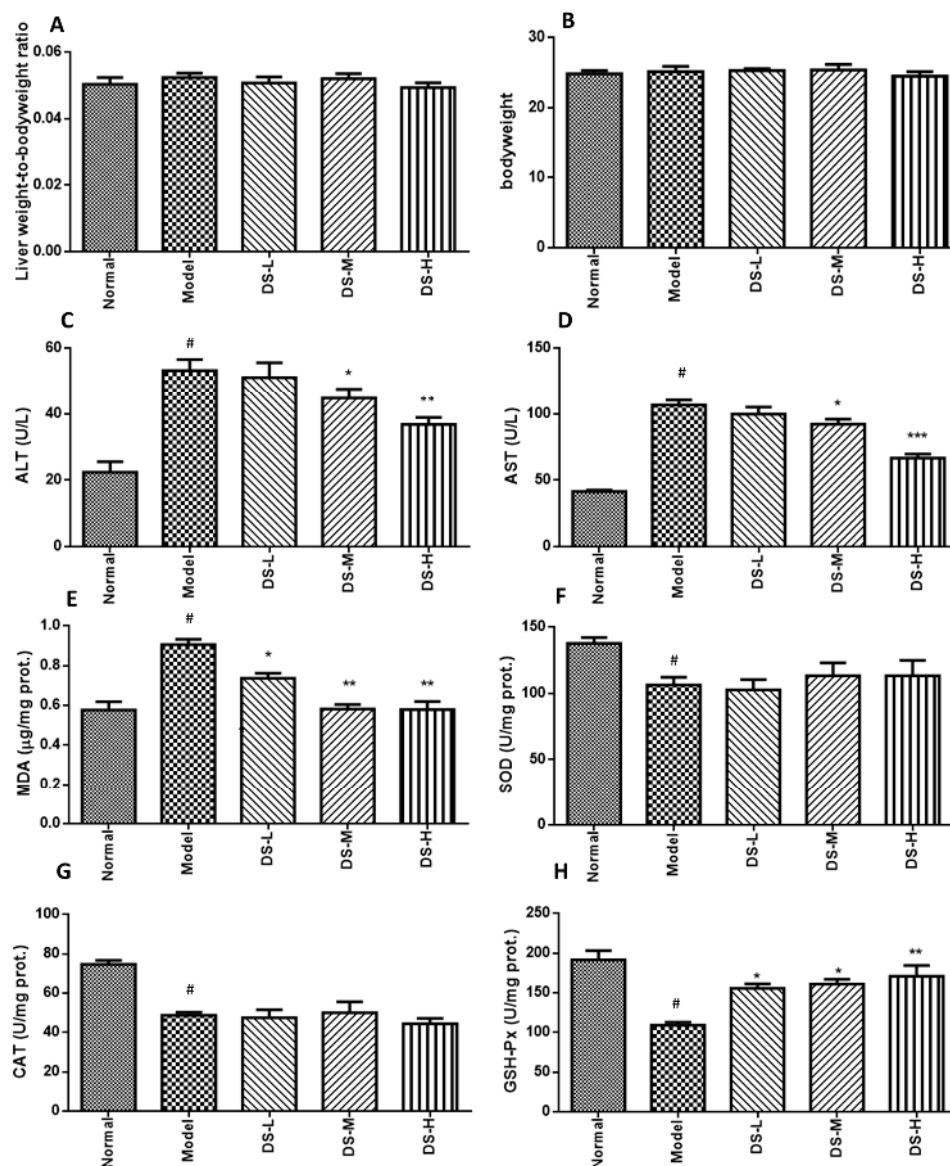 A
Liver weight-to-bodyweight ratio
0.06
0.04
0.02
0.00
Normal
Model
DS-L
DS-M
DS-H
B
bodyweight
30
20
10
0
Normal
Model
DS-L
DS-M
DS-H
C
ALT (U/L)
60
40
20
0
#
*
**
Normal
Model
DS-L
DS-M
DS-H
D
AST (U/L)
150
100
50
0
#
*
***
Normal
Model
DS-L
DS-M
DS-H
E
MDA (µg/mg prot.)
1.0
0.8
0.6
0.4
0.2
0.0
#
*
**
**
Normal
Model
DS-L
DS-M
DS-H
F
SOD (U/mg prot.)
150
100
50
0
#
Normal
Model
DS-L
DS-M
DS-H
G
CAT (U/mg prot.)
100
80
60
40
20
0
#
Normal
Model
DS-L
DS-M
DS-H
H
GSH-Px (U/mg prot.)
250
200
150
100
50
0
#
*
*
**
Normal
Model
DS-L
DS-M
DS-H